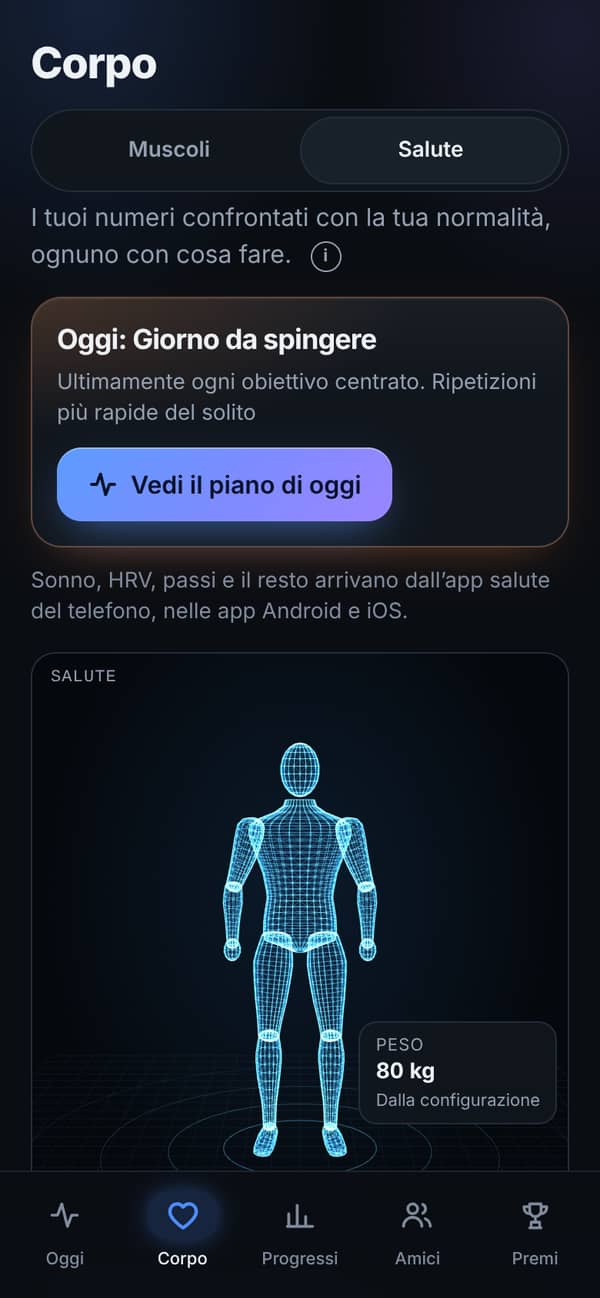 Corpo
Muscoli
Salute
I tuoi numeri confrontati con la tua normalità,
ognuno con cosa fare. i
Oggi: Giorno da spingere
Ultimamente ogni obiettivo centrato. Ripetizioni
più rapide del solito
Vedi il piano di oggi
Sonno, HRV, passi e il resto arrivano dall’app salute
del telefono, nelle app Android e iOS.
SALUTE
PESO
80 kg
Dalla configurazione
Oggi
Corpo
Progressi
Amici
Premi